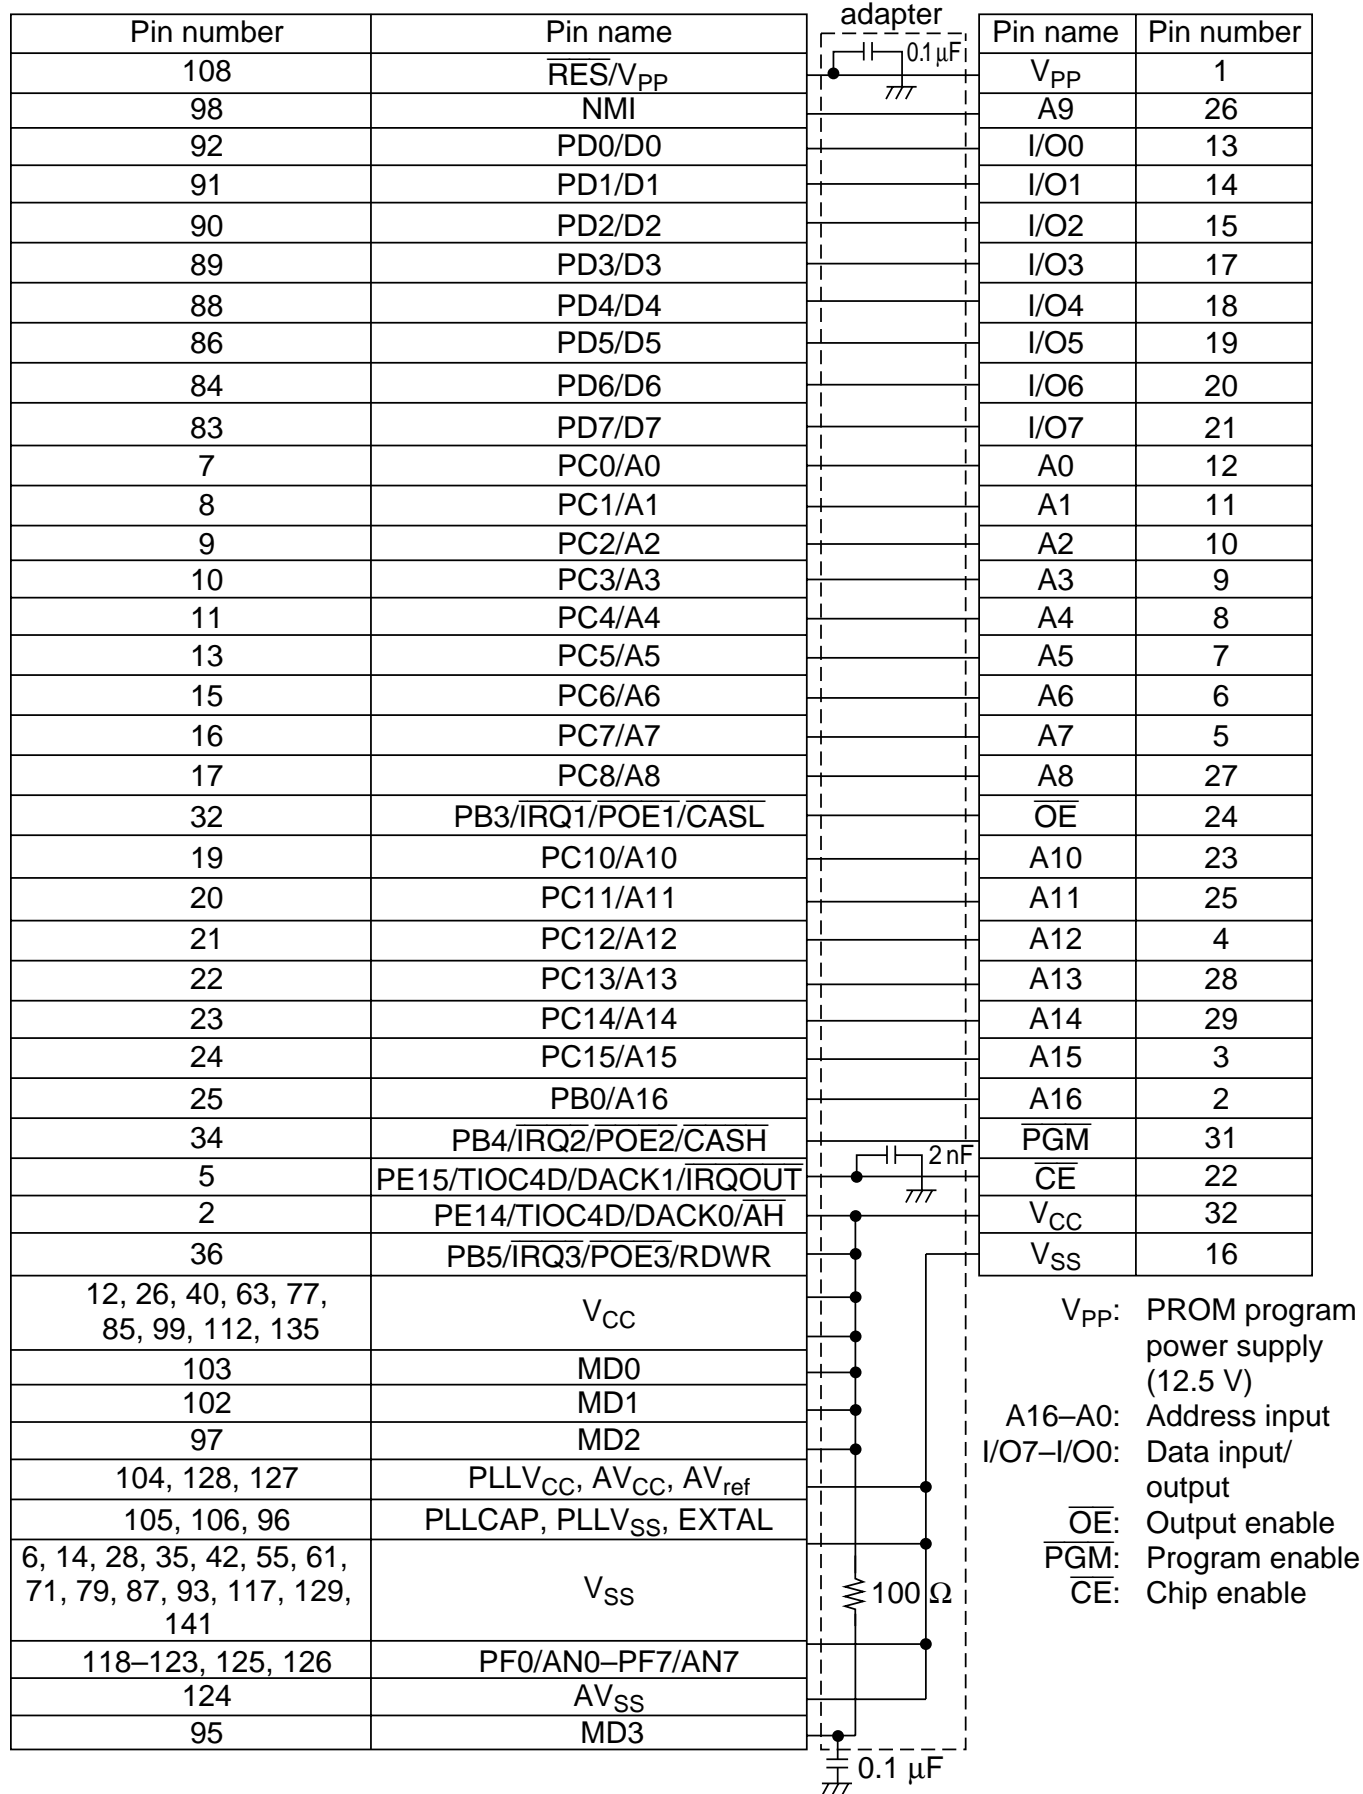 adapter
Pin number Pin name Pin name Pin number
108 RES/VPP 0.1 μF VPP 1
98 NMI A9 26
92 PD0/D0 I/O0 13
91 PD1/D1 I/O1 14
90 PD2/D2 I/O2 15
89 PD3/D3 I/O3 17
88 PD4/D4 I/O4 18
86 PD5/D5 I/O5 19
84 PD6/D6 I/O6 20
83 PD7/D7 I/O7 21
7 PC0/A0 A0 12
8 PC1/A1 A1 11
9 PC2/A2 A2 10
10 PC3/A3 A3 9
11 PC4/A4 A4 8
13 PC5/A5 A5 7
15 PC6/A6 A6 6
16 PC7/A7 A7 5
17 PC8/A8 A8 27
32 PB3/IRQ1/POE1/CASL OE 24
19 PC10/A10 A10 23
20 PC11/A11 A11 25
21 PC12/A12 A12 4
22 PC13/A13 A13 28
23 PC14/A14 A14 29
24 PC15/A15 A15 3
25 PB0/A16 A16 2
34 PB4/IRQ2/POE2/CASH PGM 31
5 PE15/TIOC4D/DACK1/IRQOUT 2 nF CE 22
2 PE14/TIOC4D/DACK0/AH VCC 32
36 PB5/IRQ3/POE3/RDWR VSS 16
12, 26, 40, 63, 77,
85, 99, 112, 135 VCC
103 MD0
102 MD1
97 MD2
104, 128, 127 PLLVCC, AVCC, AVref
105, 106, 96 PLLCAP, PLLVSS, EXTAL
6, 14, 28, 35, 42, 55, 61,
71, 79, 87, 93, 117, 129,
141 VSS
100 Ω
118–123, 125, 126 PF0/AN0–PF7/AN7
124 AVSS
95 MD3
0.1 μF
VPP: PROM program
power supply
(12.5 V)
A16–A0: Address input
I/O7–I/O0: Data input/
output
OE: Output enable
PGM: Program enable
CE: Chip enable